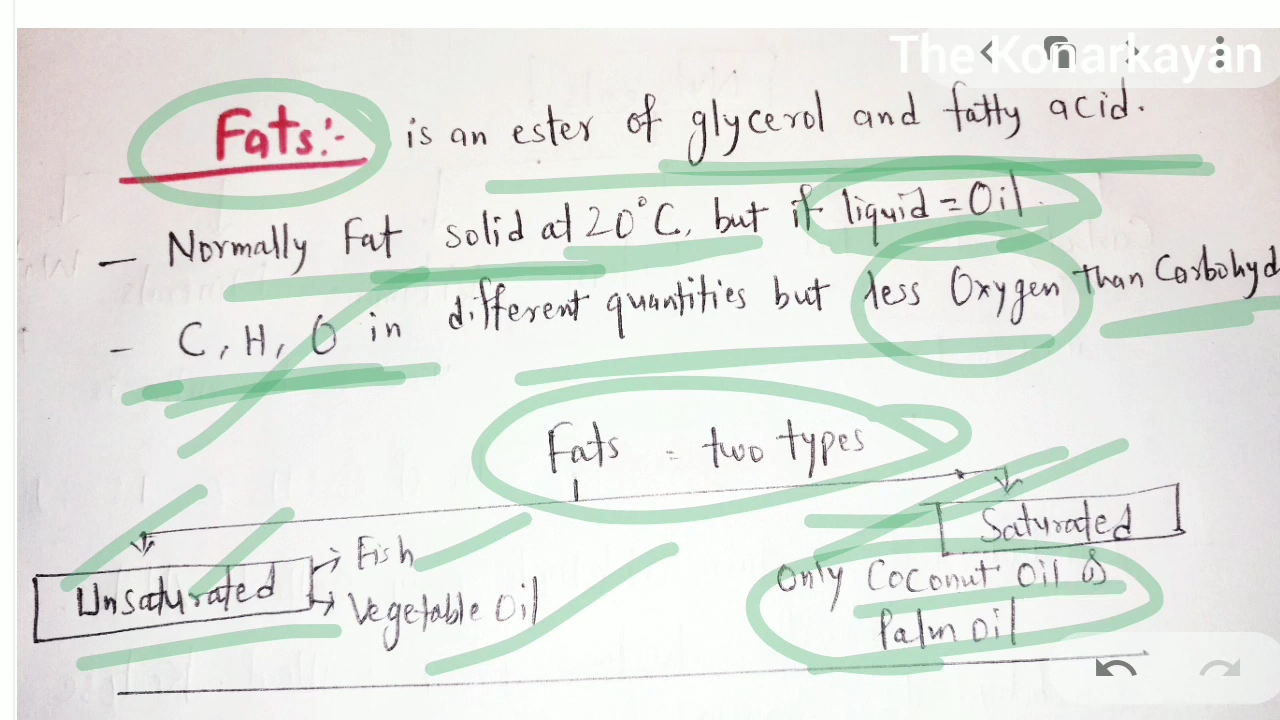 The Konarkayan
Fats:- is an ester of glycerol and fatty acid.
— Normally Fat solid at 20°C, but if liquid = Oil.
- C, H, O in different quantities but less Oxygen than Carbohyd
Fats = two types
Saturated
Unsaturated
Fish
Vegetable Oil
Only Coconut Oil &
Palm oil